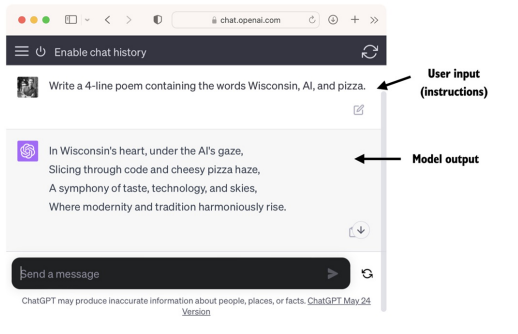 chat.openai.com
Enable chat history
Write a 4-line poem containing the words Wisconsin, AI, and pizza.
User input
(instructions)
In Wisconsin's heart, under the AI's gaze,
Slicing through code and cheesy pizza haze,
A symphony of taste, technology, and skies,
Where modernity and tradition harmoniously rise.
Model output
Send a message
ChatGPT may produce inaccurate information about people, places, or facts. ChatGPT May 24
Version